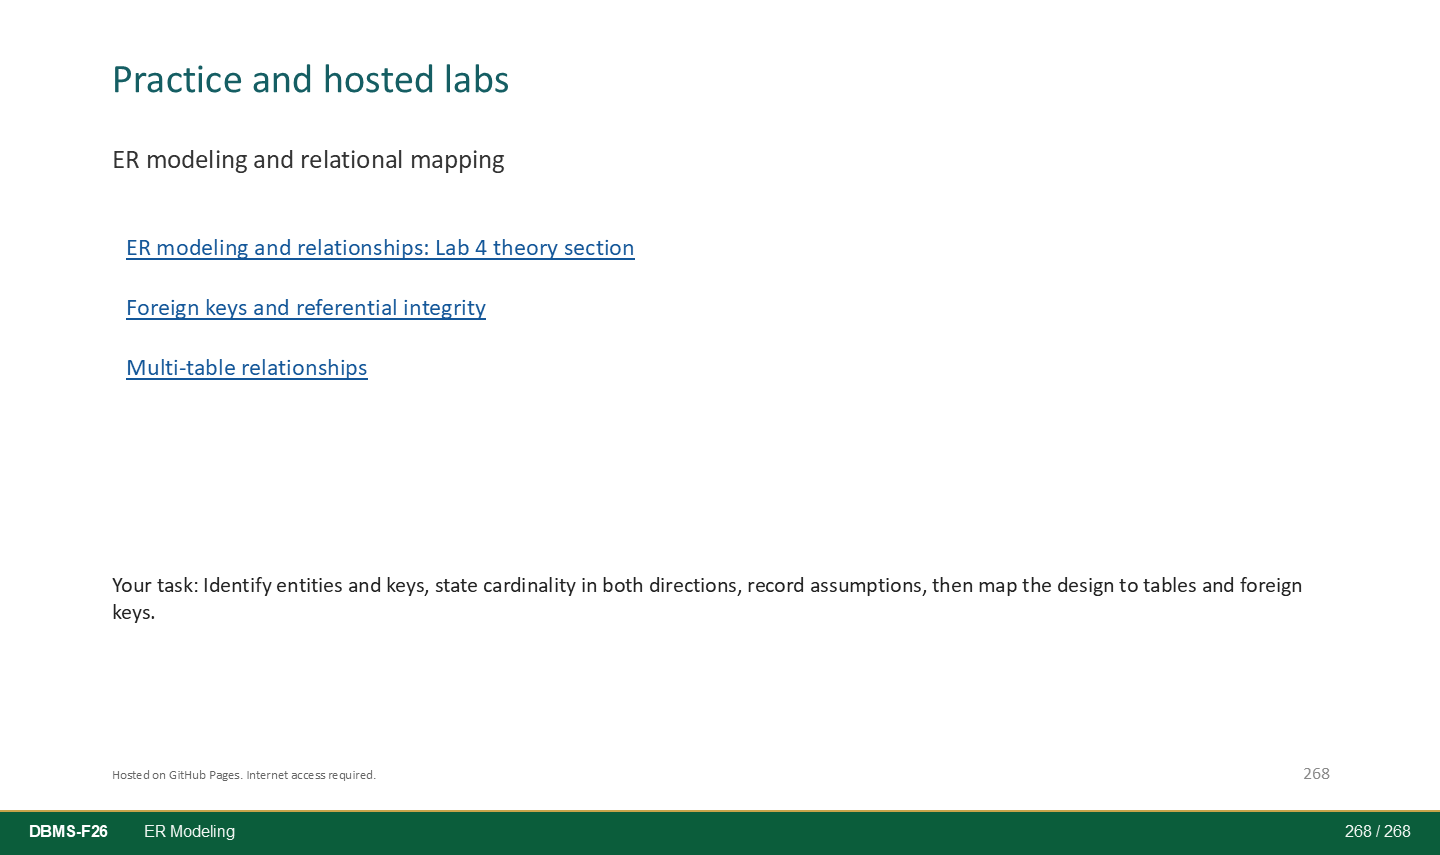 Practice and hosted labs
ER modeling and relational mapping
ER modeling and relationships: Lab 4 theory section
Foreign keys and referential integrity
Multi-table relationships
Your task: Identify entities and keys, state cardinality in both directions, record assumptions, then map the design to tables and foreign
keys.
Hosted on GitHub Pages. Internet access required.
268
DBMS-F26 ER Modeling 268 / 268